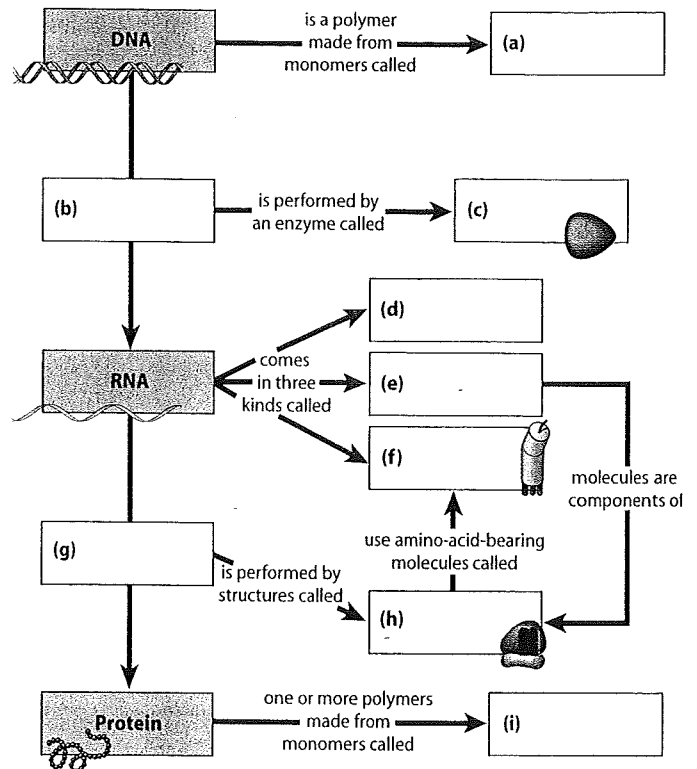 DNA
is a polymer
made from
monomers called
(a)
(b)
is performed by
an enzyme called
(c)
RNA
comes
in three
kinds called
(d)
(e)
(f)
molecules are
components of
(g)
use amino-acid-bearing
molecules called
is performed by
structures called
(h)
Protein
one or more polymers
made from
monomers called
(i)